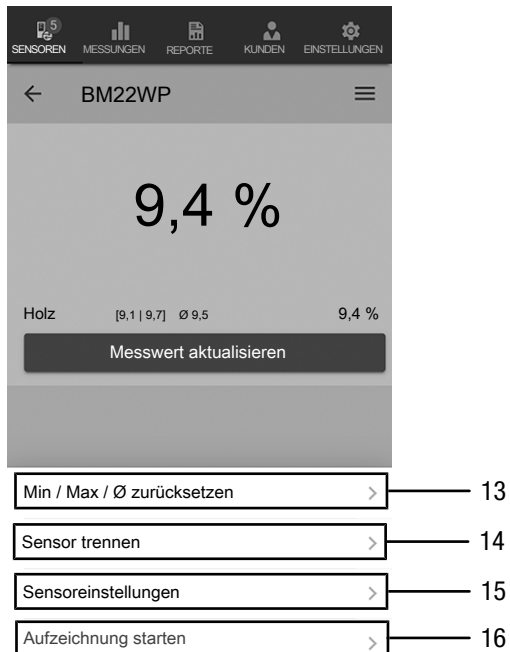 5
SENSOREN MESSUNGEN REPORTE KUNDEN EINSTELLUNGEN
BM22WP
9,4 %
Holz [9,1 | 9,7] Ø 9,5 9,4 %
Messwert aktualisieren
Min / Max / Ø zurücksetzen 13
Sensor trennen 14
Sensoreinstellungen 15
Aufzeichnung starten 16